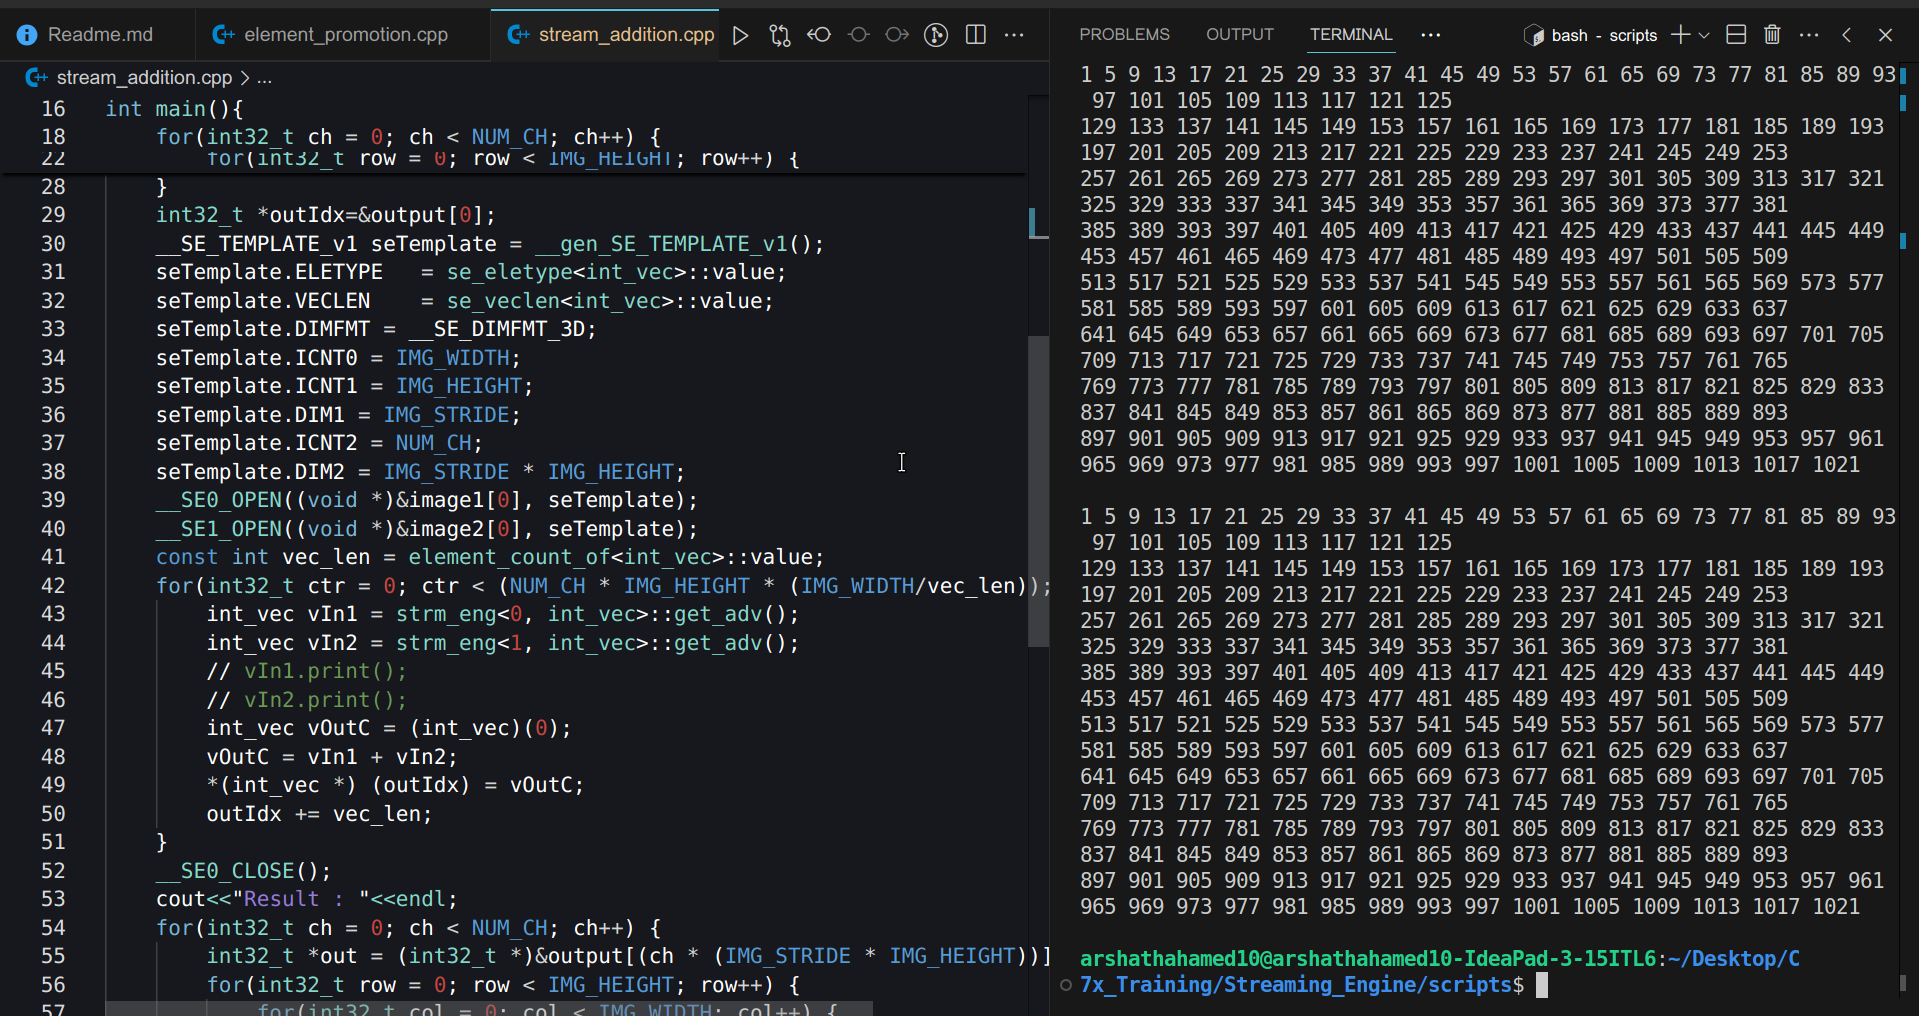 Readme.md
element_promotion.cpp
stream_addition.cpp
stream_addition.cpp > ...
16 int main(){
18 for(int32_t ch = 0; ch < NUM_CH; ch++) {
22 for(int32_t row = 0; row < IMG_HEIGHT; row++) {
28 }
29 int32_t *outIdx=&output[0];
30 __SE_TEMPLATE_v1 seTemplate = __gen_SE_TEMPLATE_v1();
31 seTemplate.ELETYPE   = se_eletype<int_vec>::value;
32 seTemplate.VECLEN    = se_veclen<int_vec>::value;
33 seTemplate.DIMFMT = __SE_DIMFMT_3D;
34 seTemplate.ICNT0 = IMG_WIDTH;
35 seTemplate.ICNT1 = IMG_HEIGHT;
36 seTemplate.DIM1 = IMG_STRIDE;
37 seTemplate.ICNT2 = NUM_CH;
38 seTemplate.DIM2 = IMG_STRIDE * IMG_HEIGHT;
39 __SE0_OPEN((void *)&image1[0], seTemplate);
40 __SE1_OPEN((void *)&image2[0], seTemplate);
41 const int vec_len = element_count_of<int_vec>::value;
42 for(int32_t ctr = 0; ctr < (NUM_CH * IMG_HEIGHT * (IMG_WIDTH/vec_len));
43 int_vec vIn1 = strm_eng<0, int_vec>::get_adv();
44 int_vec vIn2 = strm_eng<1, int_vec>::get_adv();
45 // vIn1.print();
46 // vIn2.print();
47 int_vec vOutC = (int_vec)(0);
48 vOutC = vIn1 + vIn2;
49 *(int_vec *) (outIdx) = vOutC;
50 outIdx += vec_len;
51 }
52 __SE0_CLOSE();
53 cout<<"Result : "<<endl;
54 for(int32_t ch = 0; ch < NUM_CH; ch++) {
55 int32_t *out = (int32_t *)&output[(ch * (IMG_STRIDE * IMG_HEIGHT))]
56 for(int32_t row = 0; row < IMG_HEIGHT; row++) {
57 for(int32_t col = 0; col < IMG_WIDTH; col++) {
PROBLEMS OUTPUT TERMINAL ... bash - scripts
1 5 9 13 17 21 25 29 33 37 41 45 49 53 57 61 65 69 73 77 81 85 89 93
97 101 105 109 113 117 121 125
129 133 137 141 145 149 153 157 161 165 169 173 177 181 185 189 193
197 201 205 209 213 217 221 225 229 233 237 241 245 249 253
257 261 265 269 273 277 281 285 289 293 297 301 305 309 313 317 321
325 329 333 337 341 345 349 353 357 361 365 369 373 377 381
385 389 393 397 401 405 409 413 417 421 425 429 433 437 441 445 449
453 457 461 465 469 473 477 481 485 489 493 497 501 505 509
513 517 521 525 529 533 537 541 545 549 553 557 561 565 569 573 577
581 585 589 593 597 601 605 609 613 617 621 625 629 633 637
641 645 649 653 657 661 665 669 673 677 681 685 689 693 697 701 705
709 713 717 721 725 729 733 737 741 745 749 753 757 761 765
769 773 777 781 785 789 793 797 801 805 809 813 817 821 825 829 833
837 841 845 849 853 857 861 865 869 873 877 881 885 889 893
897 901 905 909 913 917 921 925 929 933 937 941 945 949 953 957 961
965 969 973 977 981 985 989 993 997 1001 1005 1009 1013 1017 1021
1 5 9 13 17 21 25 29 33 37 41 45 49 53 57 61 65 69 73 77 81 85 89 93
97 101 105 109 113 117 121 125
129 133 137 141 145 149 153 157 161 165 169 173 177 181 185 189 193
197 201 205 209 213 217 221 225 229 233 237 241 245 249 253
257 261 265 269 273 277 281 285 289 293 297 301 305 309 313 317 321
325 329 333 337 341 345 349 353 357 361 365 369 373 377 381
385 389 393 397 401 405 409 413 417 421 425 429 433 437 441 445 449
453 457 461 465 469 473 477 481 485 489 493 497 501 505 509
513 517 521 525 529 533 537 541 545 549 553 557 561 565 569 573 577
581 585 589 593 597 601 605 609 613 617 621 625 629 633 637
641 645 649 653 657 661 665 669 673 677 681 685 689 693 697 701 705
709 713 717 721 725 729 733 737 741 745 749 753 757 761 765
769 773 777 781 785 789 793 797 801 805 809 813 817 821 825 829 833
837 841 845 849 853 857 861 865 869 873 877 881 885 889 893
897 901 905 909 913 917 921 925 929 933 937 941 945 949 953 957 961
965 969 973 977 981 985 989 993 997 1001 1005 1009 1013 1017 1021
arshathahamed10@arshathahamed10-IdeaPad-3-15ITL6:~/Desktop/C
7x_Training/Streaming_Engine/scripts$